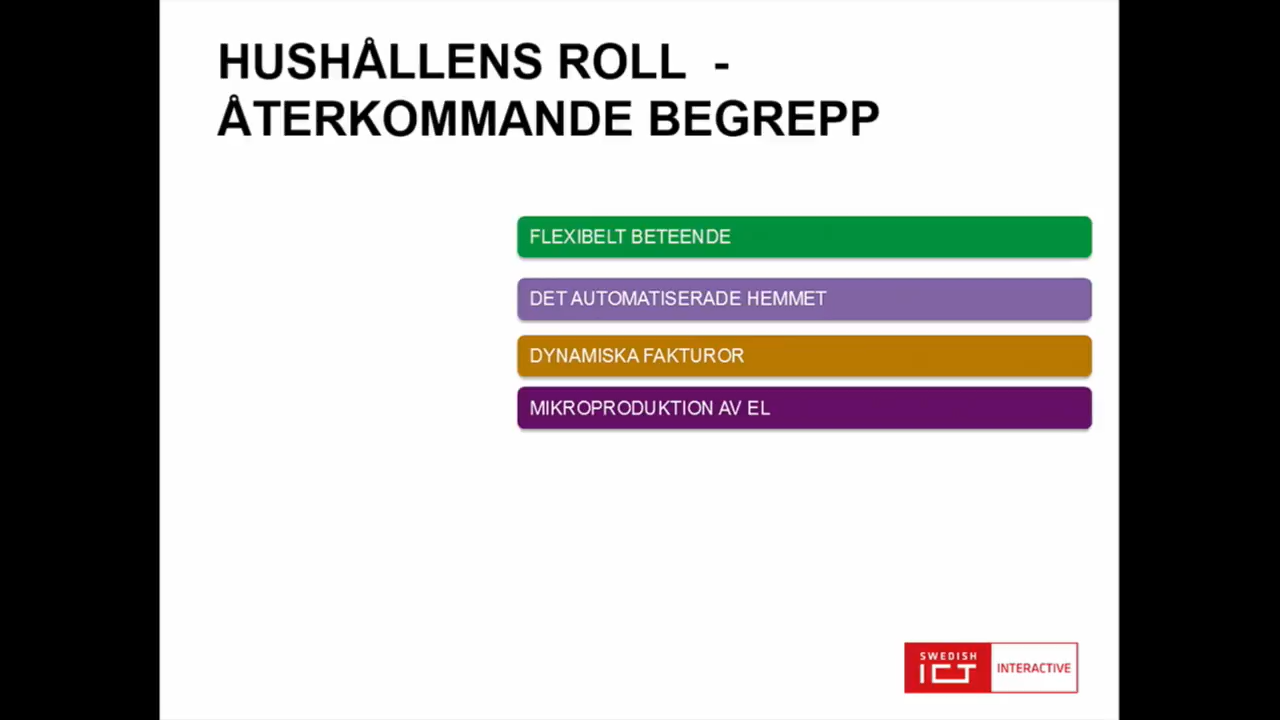 HUSHÅLLENS ROLL -
ÅTERKOMMANDE BEGREPP
FLEXIBELT BETEENDE
DET AUTOMATISERADE HEMMET
DYNAMISKA FAKTUROR
MIKROPRODUKTION AV EL
SWEDISH
ICT
INTERACTIVE